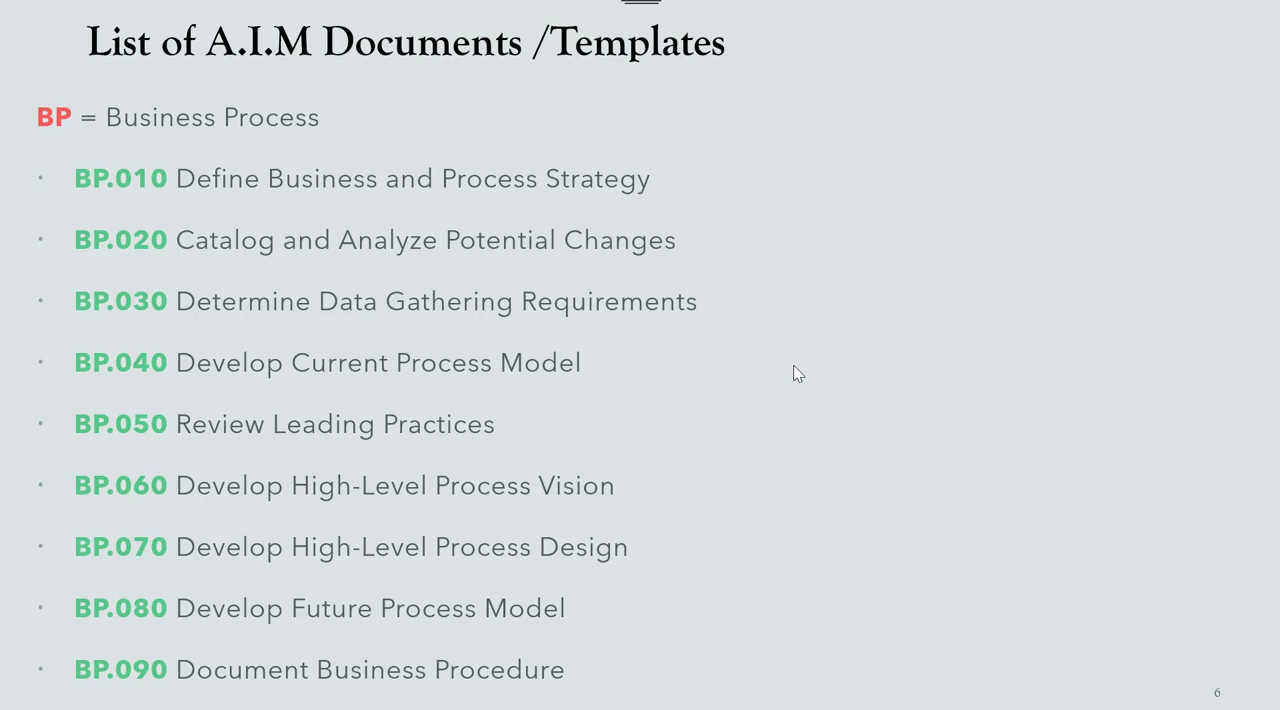 List of A.I.M Documents /Templates
BP = Business Process
• BP.010 Define Business and Process Strategy
• BP.020 Catalog and Analyze Potential Changes
• BP.030 Determine Data Gathering Requirements
• BP.040 Develop Current Process Model
• BP.050 Review Leading Practices
• BP.060 Develop High-Level Process Vision
• BP.070 Develop High-Level Process Design
• BP.080 Develop Future Process Model
• BP.090 Document Business Procedure
6